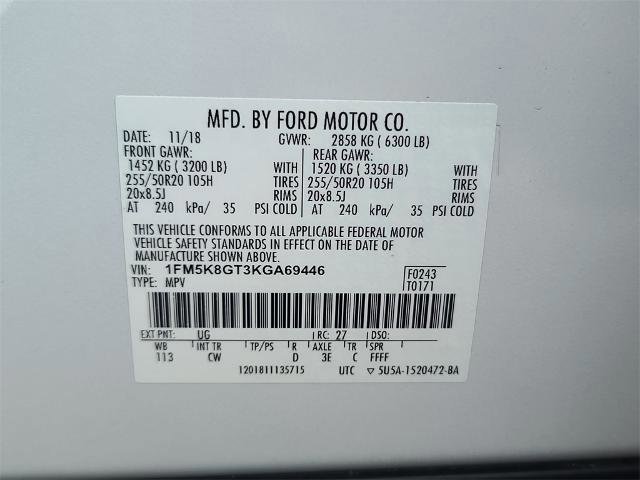 MFD. BY FORD MOTOR CO.
DATE: 11/18 GVWR: 2858 KG ( 6300 LB)
FRONT GAWR: REAR GAWR:
1452 KG ( 3200 LB) WITH 1520 KG ( 3350 LB) WITH
255/50R20 105H TIRES 255/50R20 105H TIRES
20x8.5J RIMS 20x8.5J RIMS
AT 240 kPa/ 35 PSI COLD AT 240 kPa/ 35 PSI COLD
THIS VEHICLE CONFORMS TO ALL APPLICABLE FEDERAL MOTOR
VEHICLE SAFETY STANDARDS IN EFFECT ON THE DATE OF
MANUFACTURE SHOWN ABOVE.
VIN: 1FM5K8GT3KGA69446 F0243
TYPE: MPV T0171
EXT PNT: UG RC: 27 DSO:
WB INT TR TP/PS R AXLE TR SPR
113 CW D 3E C FFFF
1201811135715 UTC ▽ 5U5A-1520472-BA